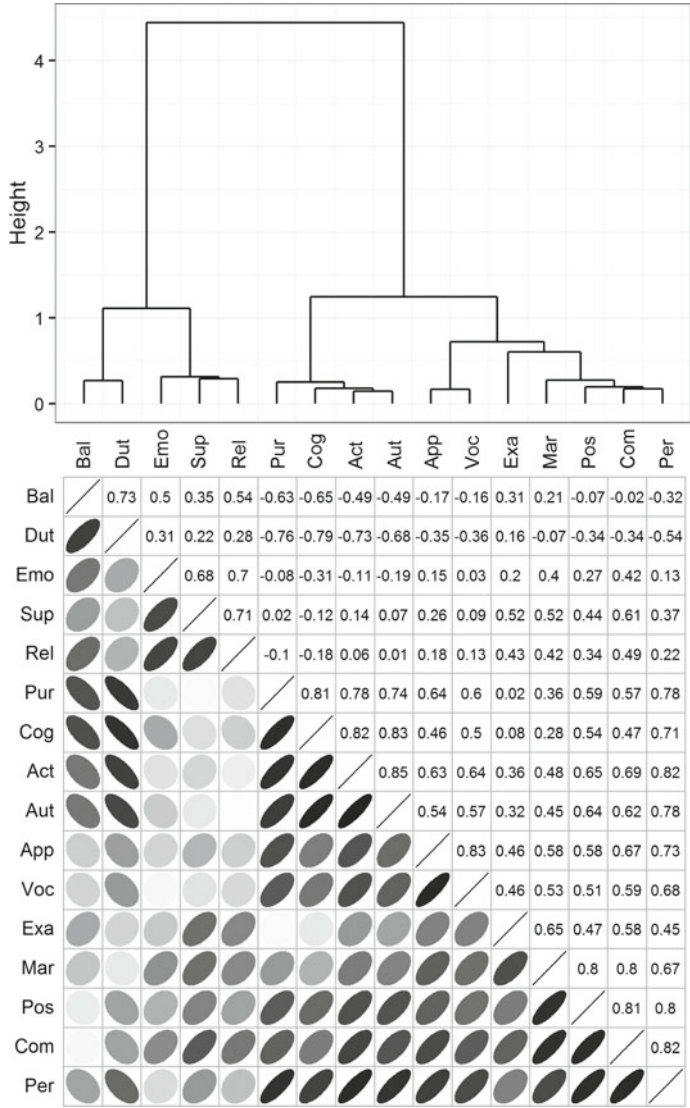 4
3
2
1
0
Height
Bal Dut Emo Sup Rel Pur Cog Act Aut App Voc Exa Mar Pos Com Per
Bal 0.73 0.5 0.35 0.54 -0.63 -0.65 -0.49 -0.49 -0.17 -0.16 0.31 0.21 -0.07 -0.02 -0.32
Dut 0.31 0.22 0.28 -0.76 -0.79 -0.73 -0.68 -0.35 -0.36 0.16 -0.07 -0.34 -0.34 -0.54
Emo 0.68 0.7 -0.08 -0.31 -0.11 -0.19 0.15 0.03 0.2 0.4 0.27 0.42 0.13
Sup 0.71 0.02 -0.12 0.14 0.07 0.26 0.09 0.52 0.52 0.44 0.61 0.37
Rel -0.1 -0.18 0.06 0.01 0.18 0.13 0.43 0.42 0.34 0.49 0.22
Pur 0.81 0.78 0.74 0.64 0.6 0.02 0.36 0.59 0.57 0.78
Cog 0.82 0.83 0.46 0.5 0.08 0.28 0.54 0.47 0.71
Act 0.85 0.63 0.64 0.36 0.48 0.65 0.69 0.82
Aut 0.54 0.57 0.32 0.45 0.64 0.62 0.78
App 0.83 0.46 0.58 0.58 0.67 0.73
Voc 0.46 0.53 0.51 0.59 0.68
Exa 0.65 0.47 0.58 0.45
Mar 0.8 0.8 0.67
Pos 0.81 0.8
Com 0.82
Per